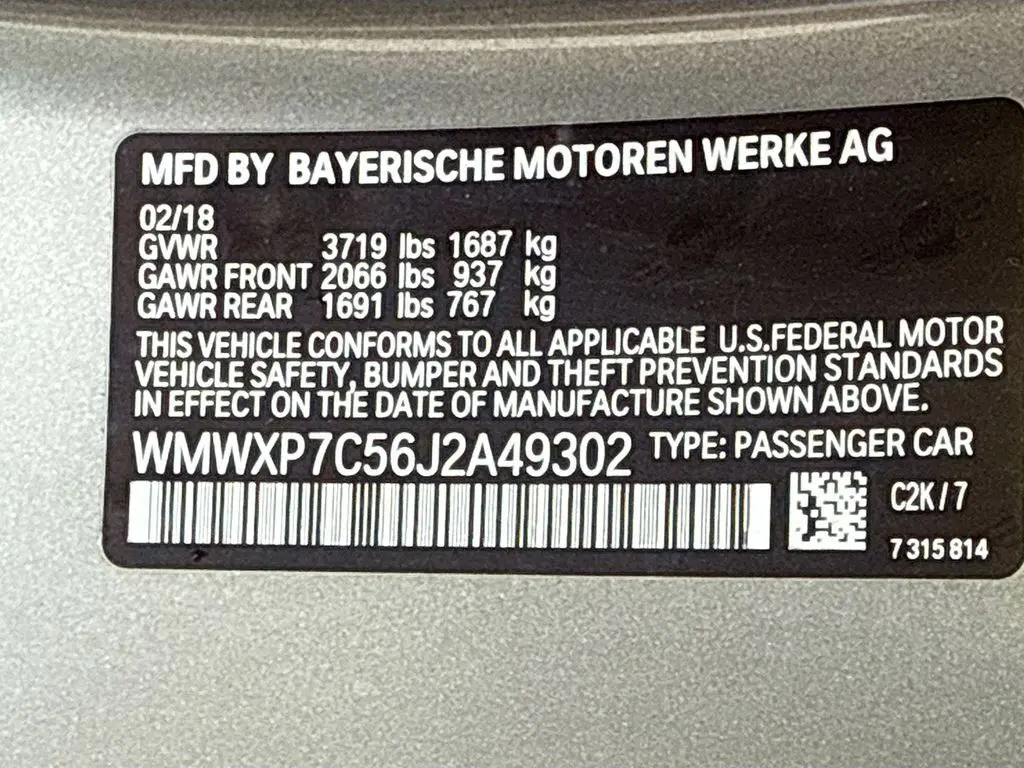 MFD BY BAYERISCHE MOTOREN WERKE AG
02/18
GVWR 3719 lbs 1687 kg
GAWR FRONT 2066 lbs 937 kg
GAWR REAR 1691 lbs 767 kg
THIS VEHICLE CONFORMS TO ALL APPLICABLE U.S.FEDERAL MOTOR
VEHICLE SAFETY, BUMPER AND THEFT PREVENTION STANDARDS
IN EFFECT ON THE DATE OF MANUFACTURE SHOWN ABOVE.
WMWXP7C56J2A49302 TYPE: PASSENGER CAR
C2K / 7
7 315 814